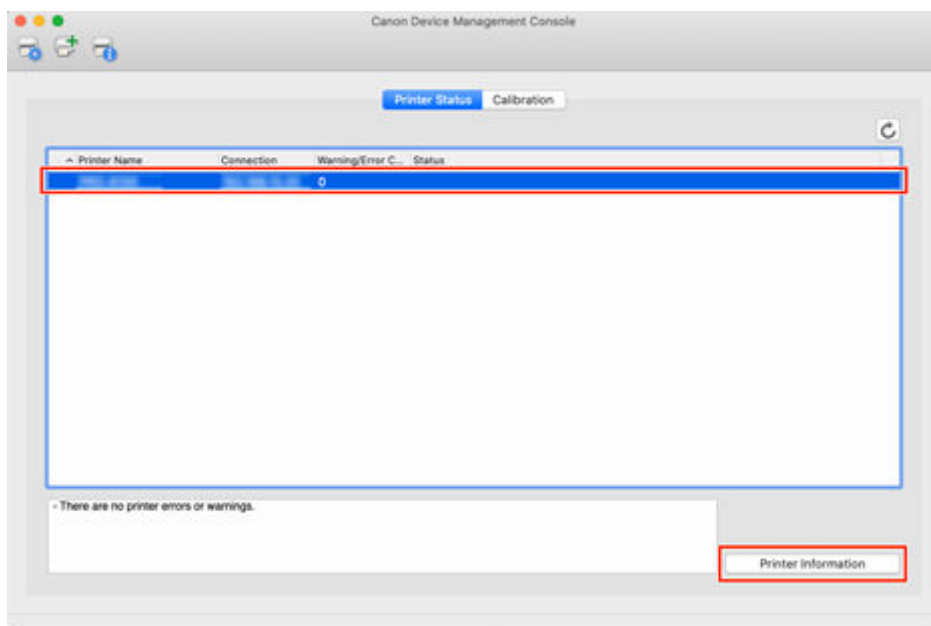 Canon Device Management Console
Printer Status Calibration
Printer Name Connection Warning/Error C... Status
0
- There are no printer errors or warnings.
Printer Information